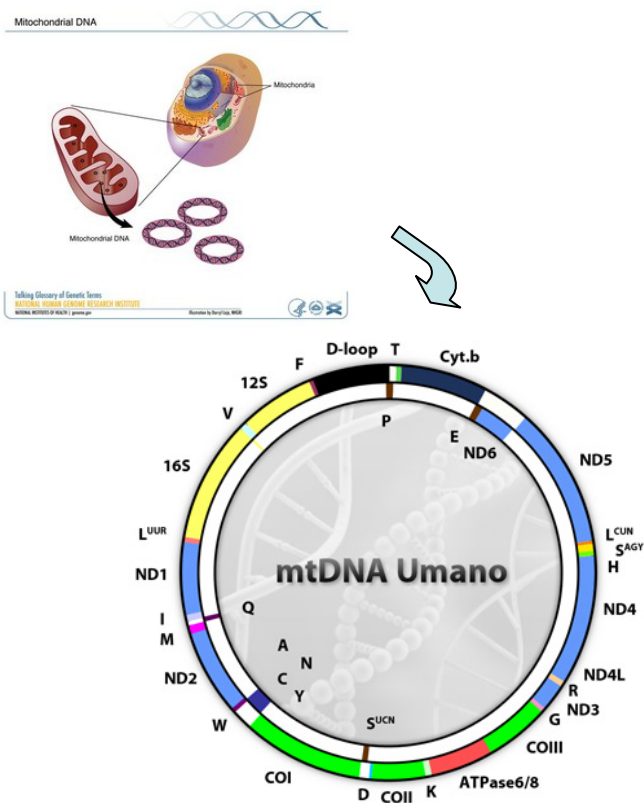 Mitochondrial DNA
Mitochondria
Mitochondrial DNA
Talking Glossary of Genetic Terms
NATIONAL HUMAN GENOME RESEARCH INSTITUTE
NATIONAL INSTITUTES OF HEALTH | genome.gov
Illustration by Darryl Leja, NHGRI
D-loop
T
Cyt.b
F
12S
P
V
E
ND6
ND5
16S
L^CUN
S^AGY
H
L^UUR
mtDNA Umano
ND1
ND4
Q
I
M
A
N
ND4L
ND2
C
R
Y
ND3
G
W
S^UCN
COIII
COI
D
COII
K
ATPase6/8